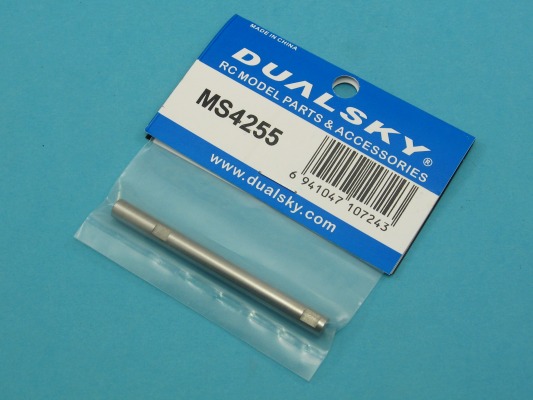 MADE IN CHINA
DUALSKY®
RC MODEL PARTS & ACCESSORIES
MS4255
6 941047 107243
www.dualsky.com